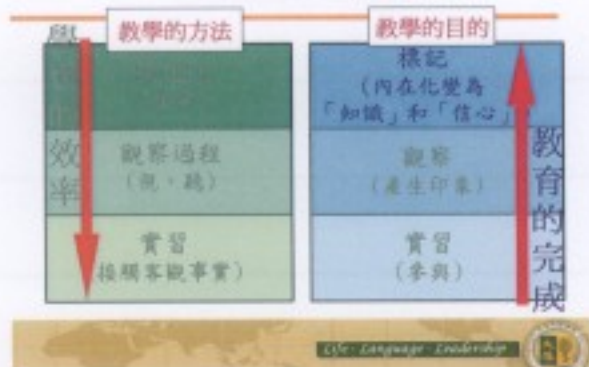 教學的方法
教學的目的
學
效
率
觀察過程
(視、聽)
實習
(接觸客觀事實)
標記
(內在化變為
「知識」和「信心」)
觀察
(產生印象)
實習
(參與)
教育的完成
Life · Language · Leadership